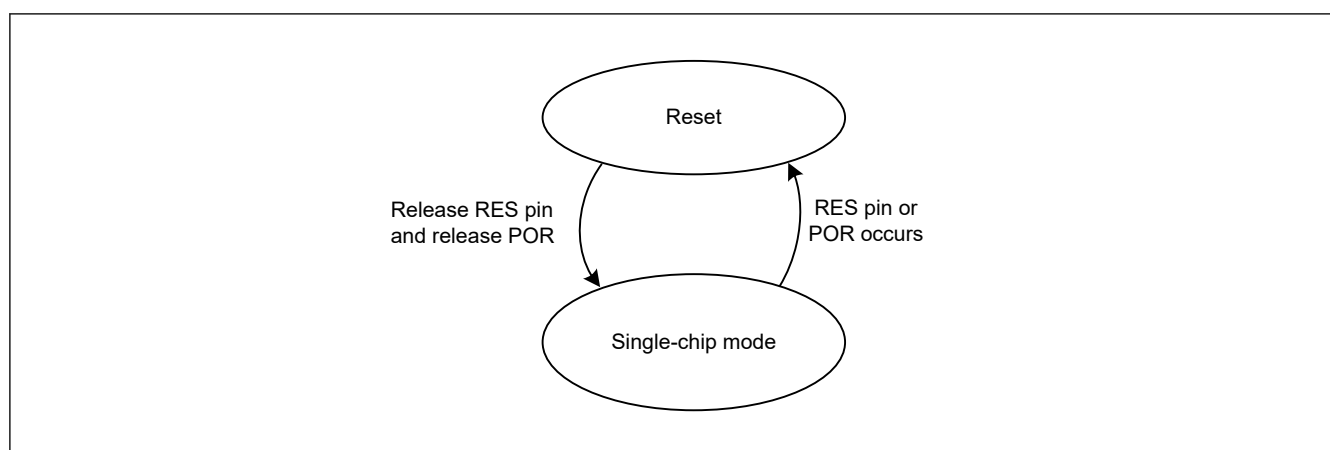 Reset
Release RES pin
and release POR
RES pin or
POR occurs
Single-chip mode